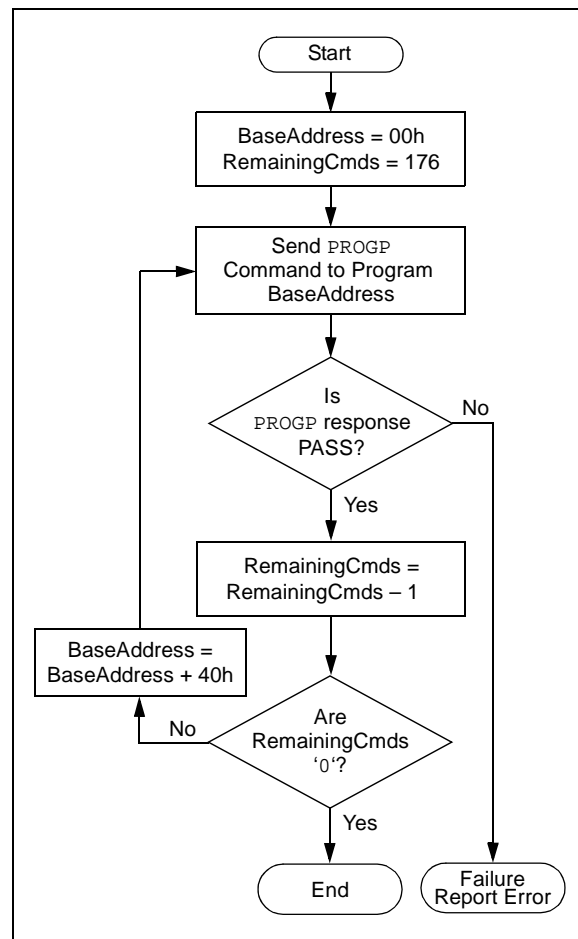 Start
BaseAddress = 00h
RemainingCmds = 176
Send PROGP
Command to Program
BaseAddress
Is
PROGP response
PASS?
No
Yes
RemainingCmds =
RemainingCmds – 1
BaseAddress =
BaseAddress + 40h
Are
RemainingCmds
‘0‘?
No
Yes
End
Failure
Report Error